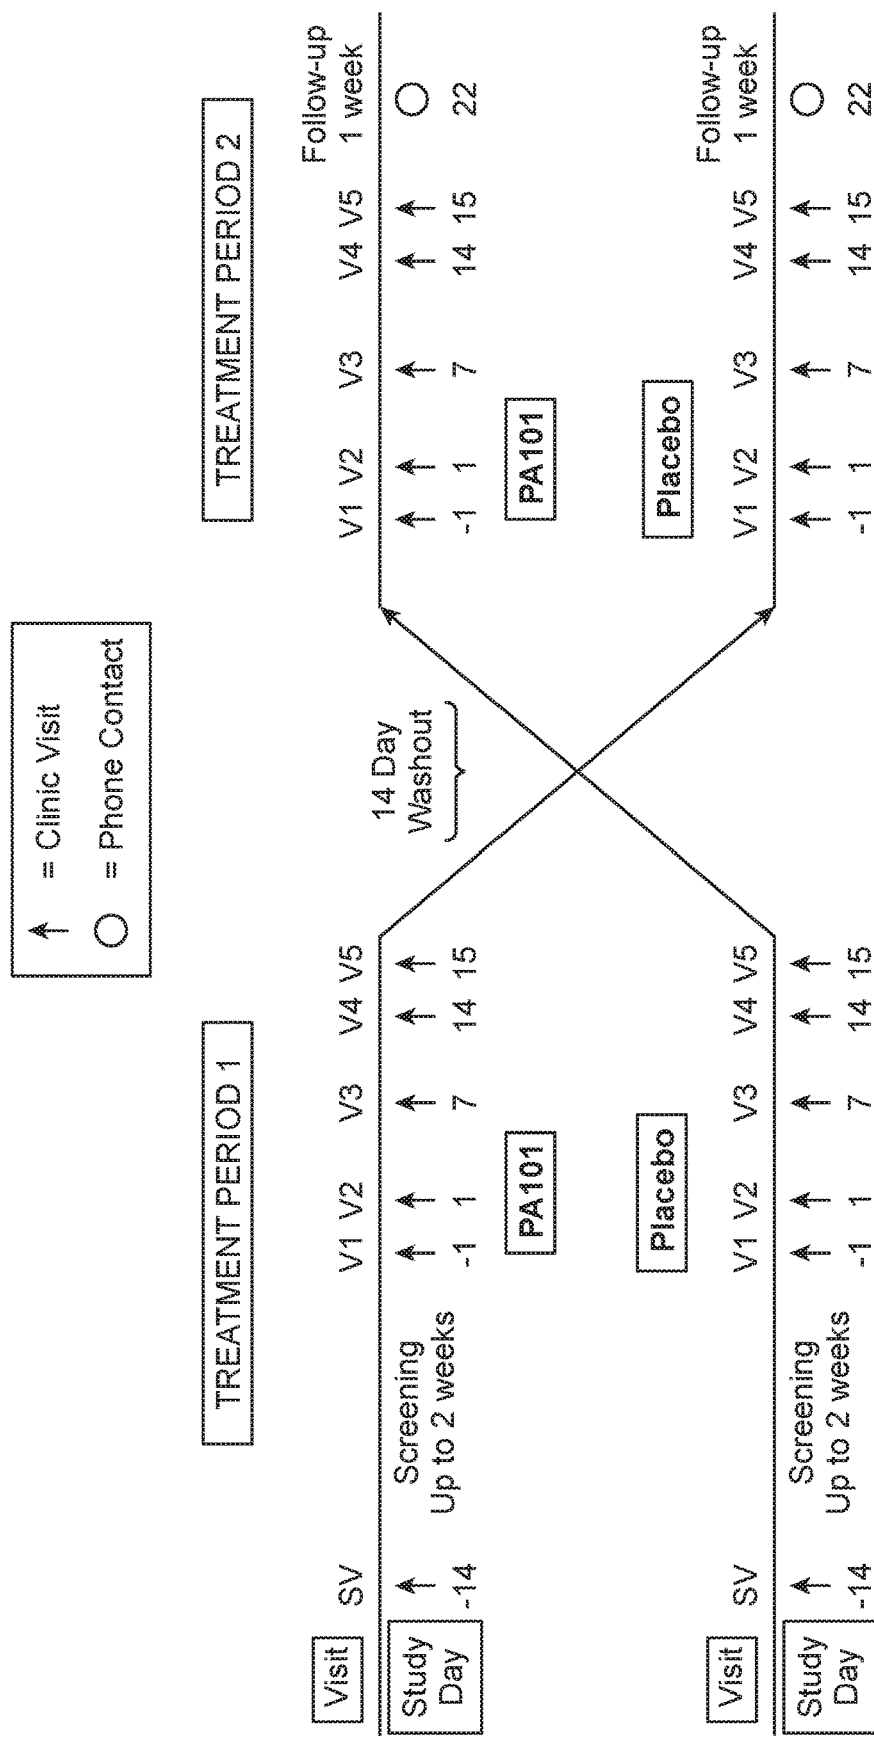 ↑ = Clinic Visit
○ = Phone Contact
TREATMENT PERIOD 1
TREATMENT PERIOD 2
Visit
SV
V1 V2
V3
V4 V5
V1 V2
V3
V4 V5
Follow-up
1 week
Study
Day
-14
Screening
Up to 2 weeks
-1
1
7
14
15
14 Day
Washout
-1
1
7
14
15
22
PA101
PA101
Placebo
Placebo
Visit
SV
V1 V2
V3
V4 V5
V1 V2
V3
V4 V5
Follow-up
1 week
Study
Day
-14
Screening
Up to 2 weeks
-1
1
7
14
15
-1
1
7
14
15
22